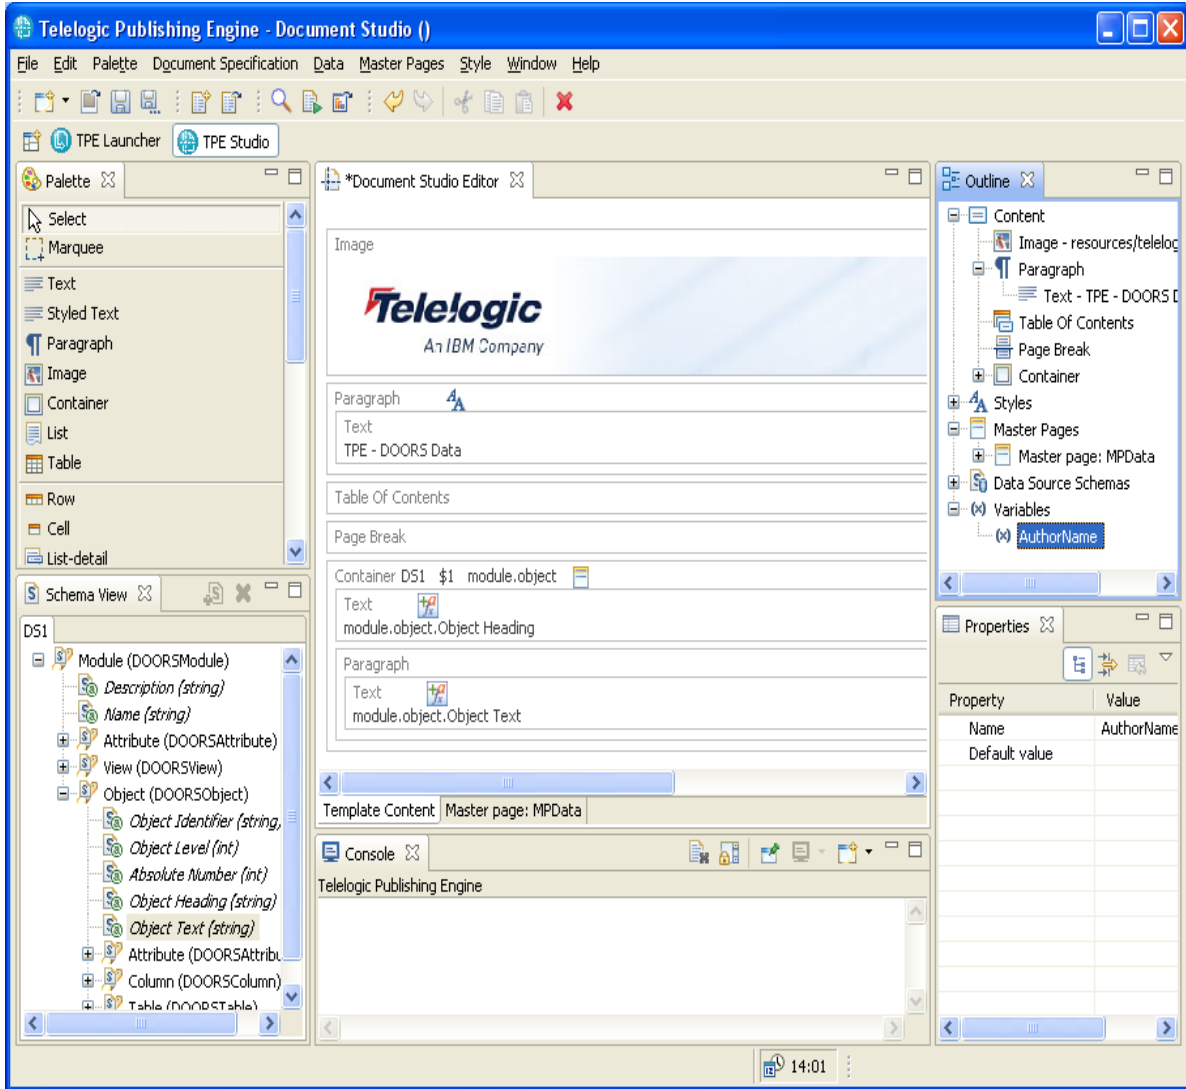 Telelogic Publishing Engine - Document Studio ()
File Edit Palette Document Specification Data Master Pages Style Window Help
TPE Launcher TPE Studio
Palette
Select
Marquee
Text
Styled Text
Paragraph
Image
Container
List
Table
Row
Cell
List-detail
Schema View
DS1
Module (DOORSModule)
Description (string)
Name (string)
Attribute (DOORSAttribute)
View (DOORSView)
Object (DOORSObject)
Object Identifier (string,
Object Level (int)
Absolute Number (int)
Object Heading (string)
Object Text (string)
Attribute (DOORSAttribu
Column (DOORSColumn)
Table (DOORSTable)
*Document Studio Editor
Image
Telelogic
An IBM Company
Paragraph
Text
TPE - DOORS Data
Table Of Contents
Page Break
Container DS1 $1 module.object
Text
module.object.Object Heading
Paragraph
Text
module.object.Object Text
Template Content Master page: MPData
Console
Telelogic Publishing Engine
Outline
Content
Image - resources/telelog
Paragraph
Text - TPE - DOORS D
Table Of Contents
Page Break
Container
Styles
Master Pages
Master page: MPData
Data Source Schemas
Variables
AuthorName
Properties
Property Value
Name AuthorName
Default value
14:01